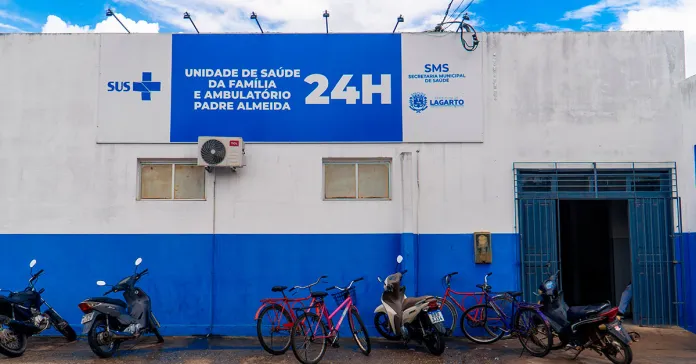 SUS
UNIDADE DE SAÚDE
DA FAMÍLIA
E AMBULATÓRIO
PADRE ALMEIDA
24H
SMS
SECRETARIA MUNICIPAL
DE SAÚDE
LAGARTO